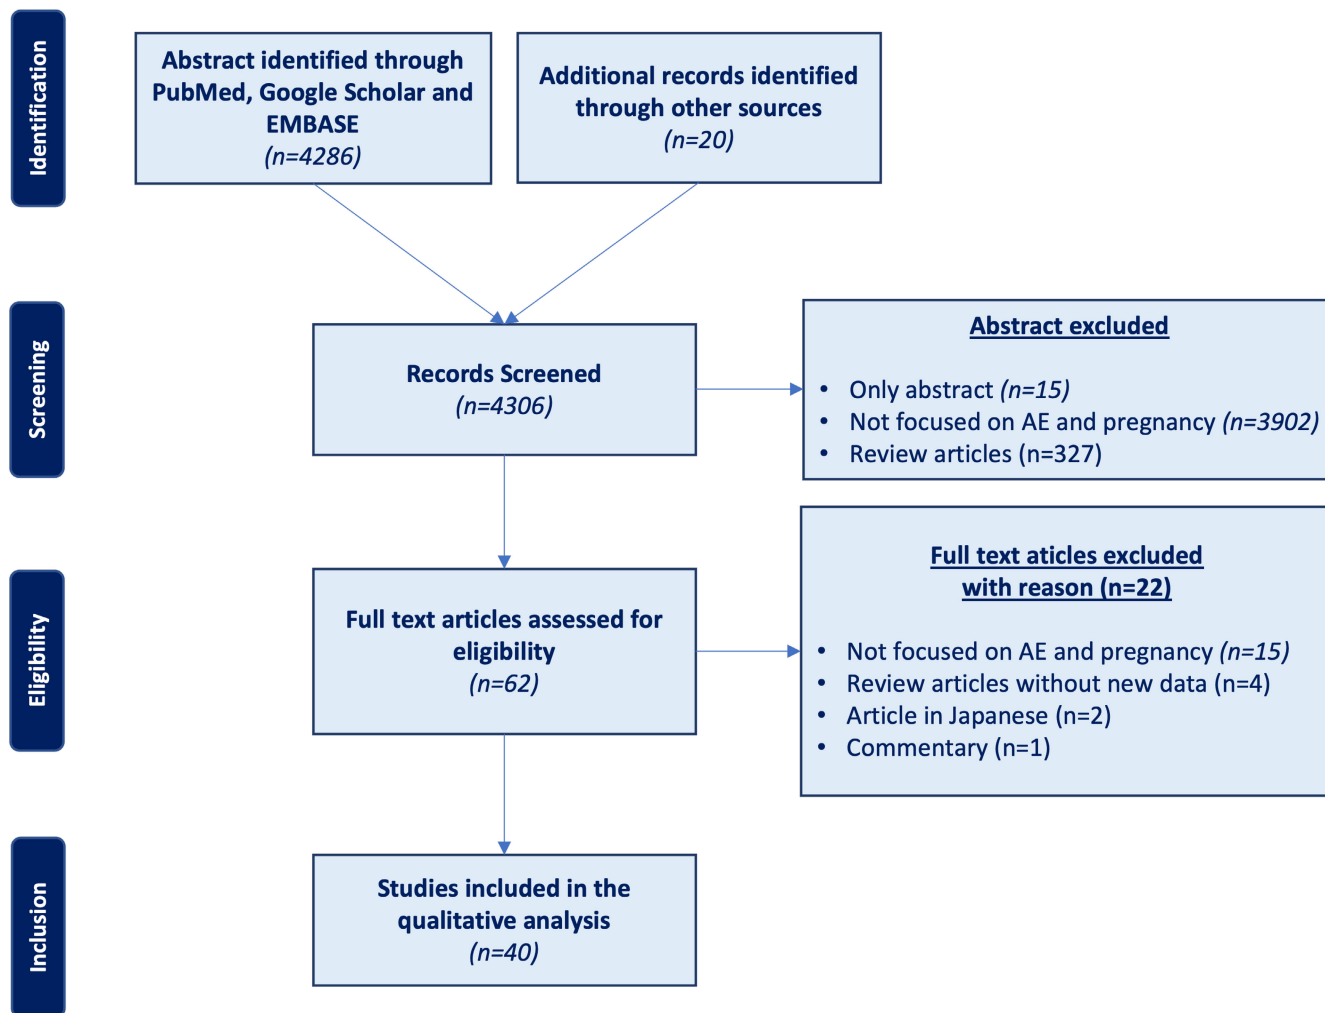 Identification
Abstract identified through
PubMed, Google Scholar and
EMBASE
(n=4286)
Additional records identified
through other sources
(n=20)
Screening
Records Screened
(n=4306)
Abstract excluded
• Only abstract (n=15)
• Not focused on AE and pregnancy (n=3902)
• Review articles (n=327)
Eligibility
Full text articles assessed for
eligibility
(n=62)
Full text aticles excluded
with reason (n=22)
• Not focused on AE and pregnancy (n=15)
• Review articles without new data (n=4)
• Article in Japanese (n=2)
• Commentary (n=1)
Inclusion
Studies included in the
qualitative analysis
(n=40)